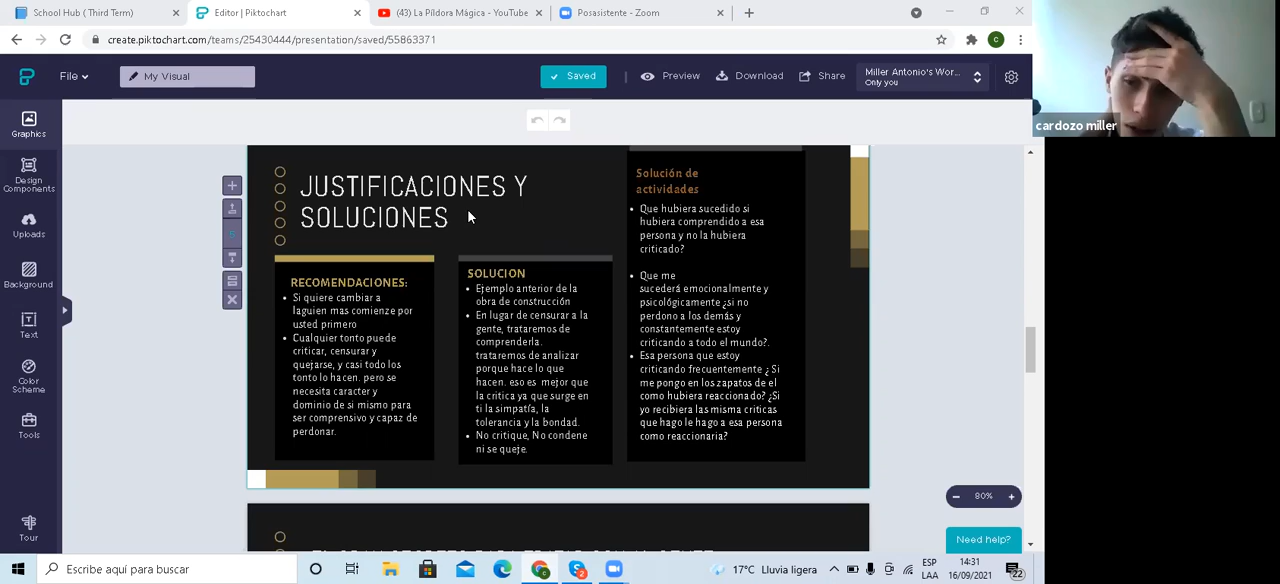 School Hub ( Third Term)
Editor | Piktochart
(43) La Píldora Mágica - YouTube
Posasistente - Zoom
create.piktochart.com/teams/25430444/presentation/saved/55863371
File
My Visual
Saved
Preview
Download
Share
Miller Antonio's Wor...
Only you
Graphics
Design
Components
Uploads
Background
Text
Color
Scheme
Tools
Tour
JUSTIFICACIONES Y
SOLUCIONES
RECOMENDACIONES:
Si quiere cambiar a
laguien mas comienze por
usted primero
Cualquier tonto puede
criticar, censurar y
quejarse, y casi todo los
tonto lo hacen. pero se
necesita caracter y
dominio de si mismo para
ser comprensivo y capaz de
perdonar.
SOLUCION
Ejemplo anterior de la
obra de construcción
En lugar de censurar a la
gente, trataremos de
comprenderla.
trataremos de analizar
porque hace lo que
hacen. eso es mejor que
la critica ya que surge en
ti la simpatía, la
tolerancia y la bondad.
No critique, No condene
ni se queje.
Solución de
actividades
Que hubiera sucedido si
hubiera comprendido a esa
persona y no la hubiera
criticado?
Que me
sucederá emocionalmente y
psicológicamente ¿si no
perdono a los demás y
constantemente estoy
criticando a todo el mundo?.
Esa persona que estoy
criticando frecuentemente ¿ Si
me pongo en los zapatos de el
como hubiera reaccionado? ¿Si
yo recibiera las misma criticas
que hago le hago a esa persona
como reaccionaria?
80%
Need help?
cardozo miller
Escribe aquí para buscar
17°C Lluvia ligera
ESP
LAA
14:31
16/09/2021
22